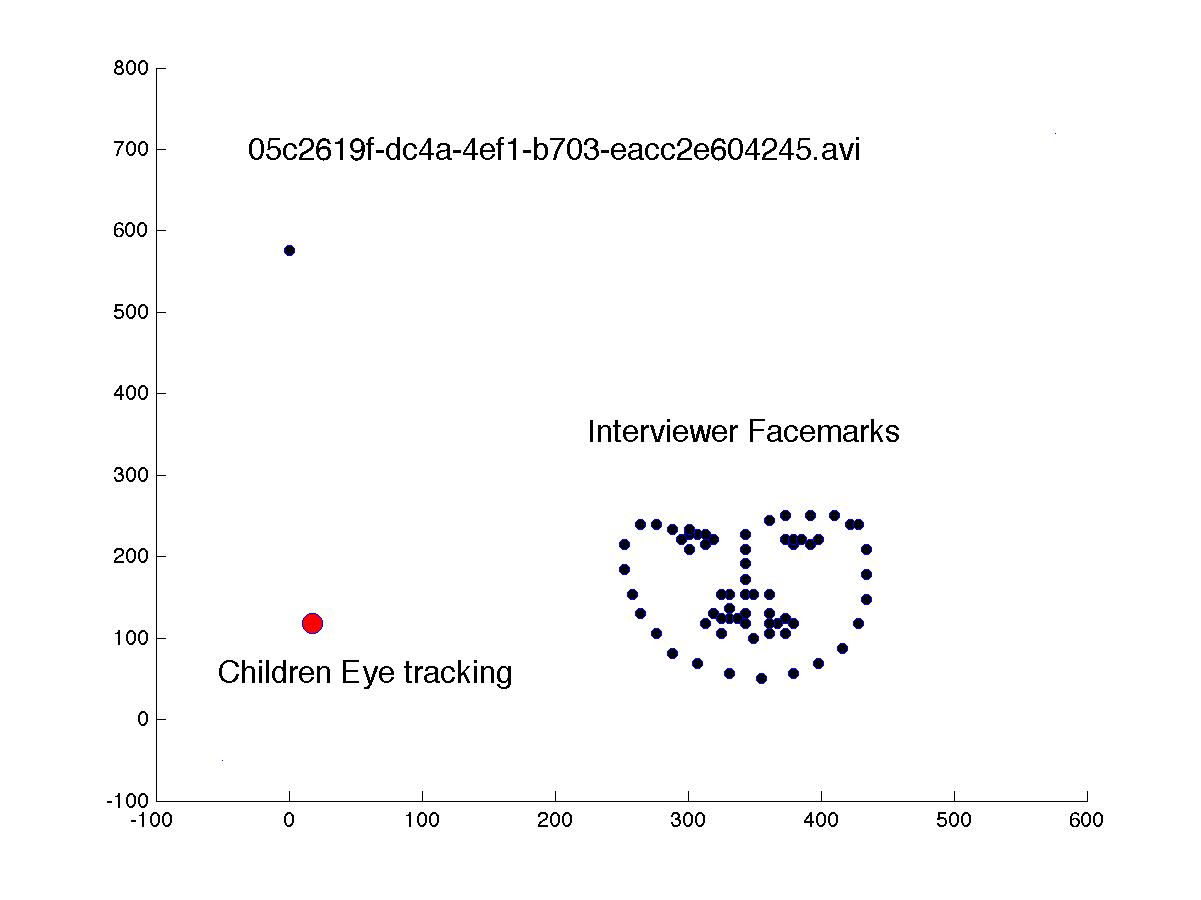 800
700
05c2619f-dc4a-4ef1-b703-eacc2e604245.avi
600
500
400
Interviewer Facemarks
300
200
100
Children Eye tracking
0
-100
-100 0 100 200 300 400 500 600